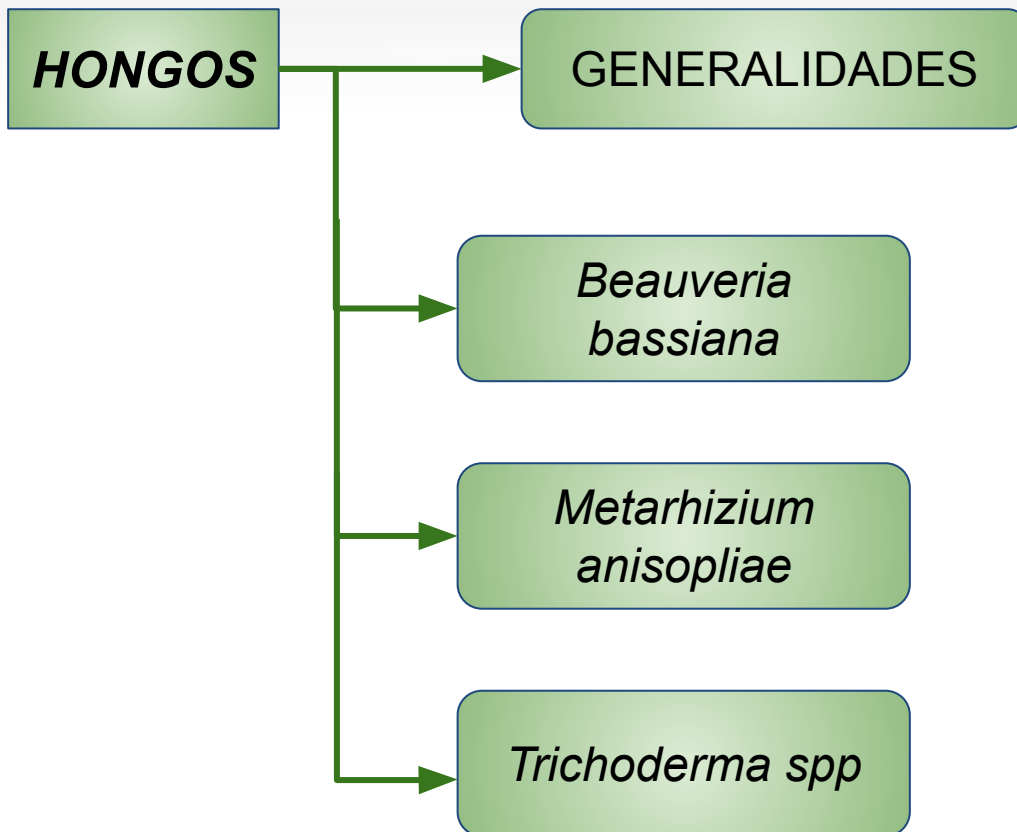 HONGOS
GENERALIDADES
Beauveria
bassiana
Metarhizium
anisopliae
Trichoderma spp